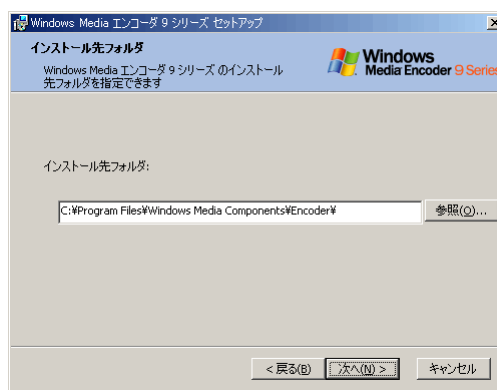 Windows Media エンコーダ 9 シリーズ セットアップ
インストール先フォルダ
Windows Media エンコーダ 9 シリーズ のインストール
先フォルダを指定できます
Windows
Media Encoder 9 Series
インストール先フォルダ:
C:¥Program Files¥Windows Media Components¥Encoder¥
参照(O)...
< 戻る(B)
次へ(N) >
キャンセル